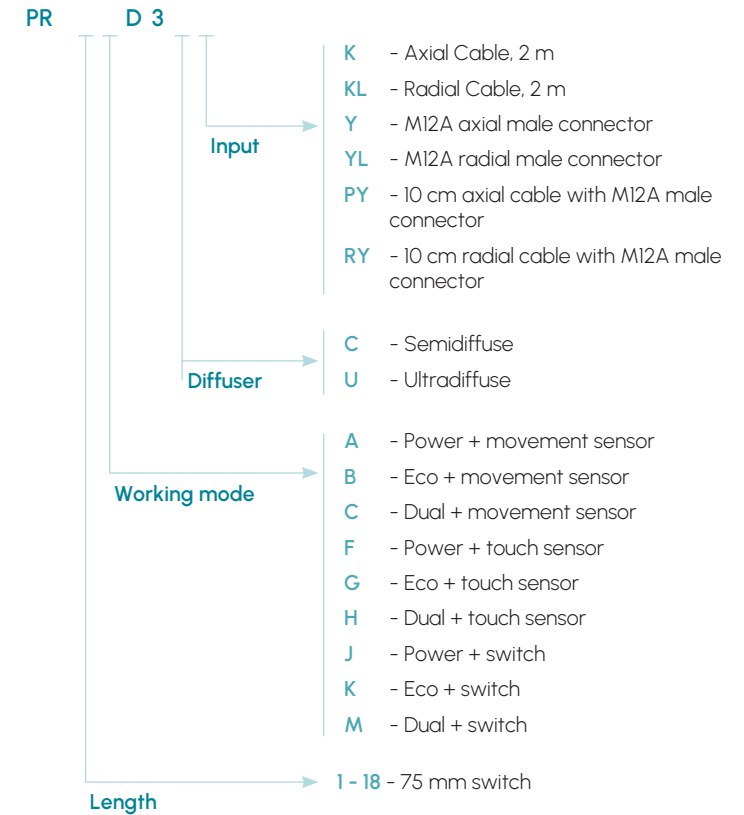 PR D 3
K - Axial Cable, 2 m
KL - Radial Cable, 2 m
Y - M12A axial male connector
Input
YL - M12A radial male connector
PY - 10 cm axial cable with M12A male
connector
RY - 10 cm radial cable with M12A male
connector
C - Semidiffuse
Diffuser
U - Ultradiffuse
A - Power + movement sensor
B - Eco + movement sensor
Working mode
C - Dual + movement sensor
F - Power + touch sensor
G - Eco + touch sensor
H - Dual + touch sensor
J - Power + switch
K - Eco + switch
M - Dual + switch
1 - 18 - 75 mm switch
Length